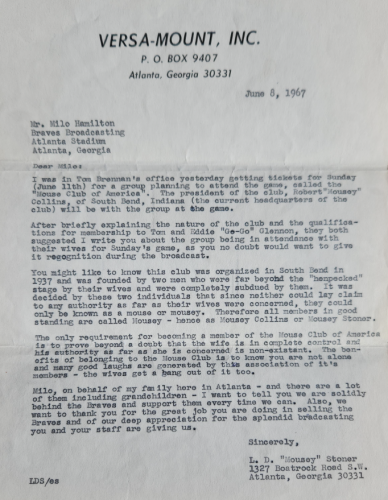 VERSA-MOUNT, INC.
P. O. BOX 9407
Atlanta, Georgia 30331
June 8, 1967
Mr. Milo Hamilton
Braves Broadcasting
Atlanta Stadium
Atlanta, Georgia
Dear Milo:
I was in Tom Brennan's office yesterday getting tickets for Sunday
(June 11th) for a group planning to attend the game, called the
"Mouse Club of America". The president of the club, Robert "Mousey"
Collins, of South Bend, Indiana (the current headquarters of the
club) will be with the group at the game.
After briefly explaining the nature of the club and the qualifica-
tions for membership to Tom and Eddie "Go-Go" Glennon, they both
suggested I write you about the group being in attendance with
their wives for Sunday's game, as you no doubt would want to give
it recognition during the broadcast.
You might like to know this club was organized in South Bend in
1937 and was founded by two men who were far beyond the "henpecked"
stage by their wives and were completely subdued by them. It was
decided by these two individuals that since neither could lay claim
to any authority as far as their wives were concerned, they could
only be known as a mouse or mousey. Therefore all members in good
standing are called Mousey - hence as Mousey Collins or Mousey Stoner.
The only requirement for becoming a member of the Mouse Club of America
is to prove beyond a doubt that the wife is in complete control and
his authority as far as she is concerned is non-existant. The ben-
efits of belonging to the Mouse Club is to know you are not alone
and many good laughs are generated by this association of it's
members - the wives get a bang out of it too.
Milo, on behalf of my family here in Atlanta - and there are a lot
of them including grandchildren - I want to tell you we are solidly
behind the Braves and support them every time we can. Also, we
want to thank you for the great job you are doing in selling the
Braves and of our deep appreciation for the splendid broadcasting
you and your staff are giving us.
Sincerely,
L. D. "Mousey" Stoner
1327 Boatrock Road S.W.
Atlanta, Georgia 30331
LDS/es